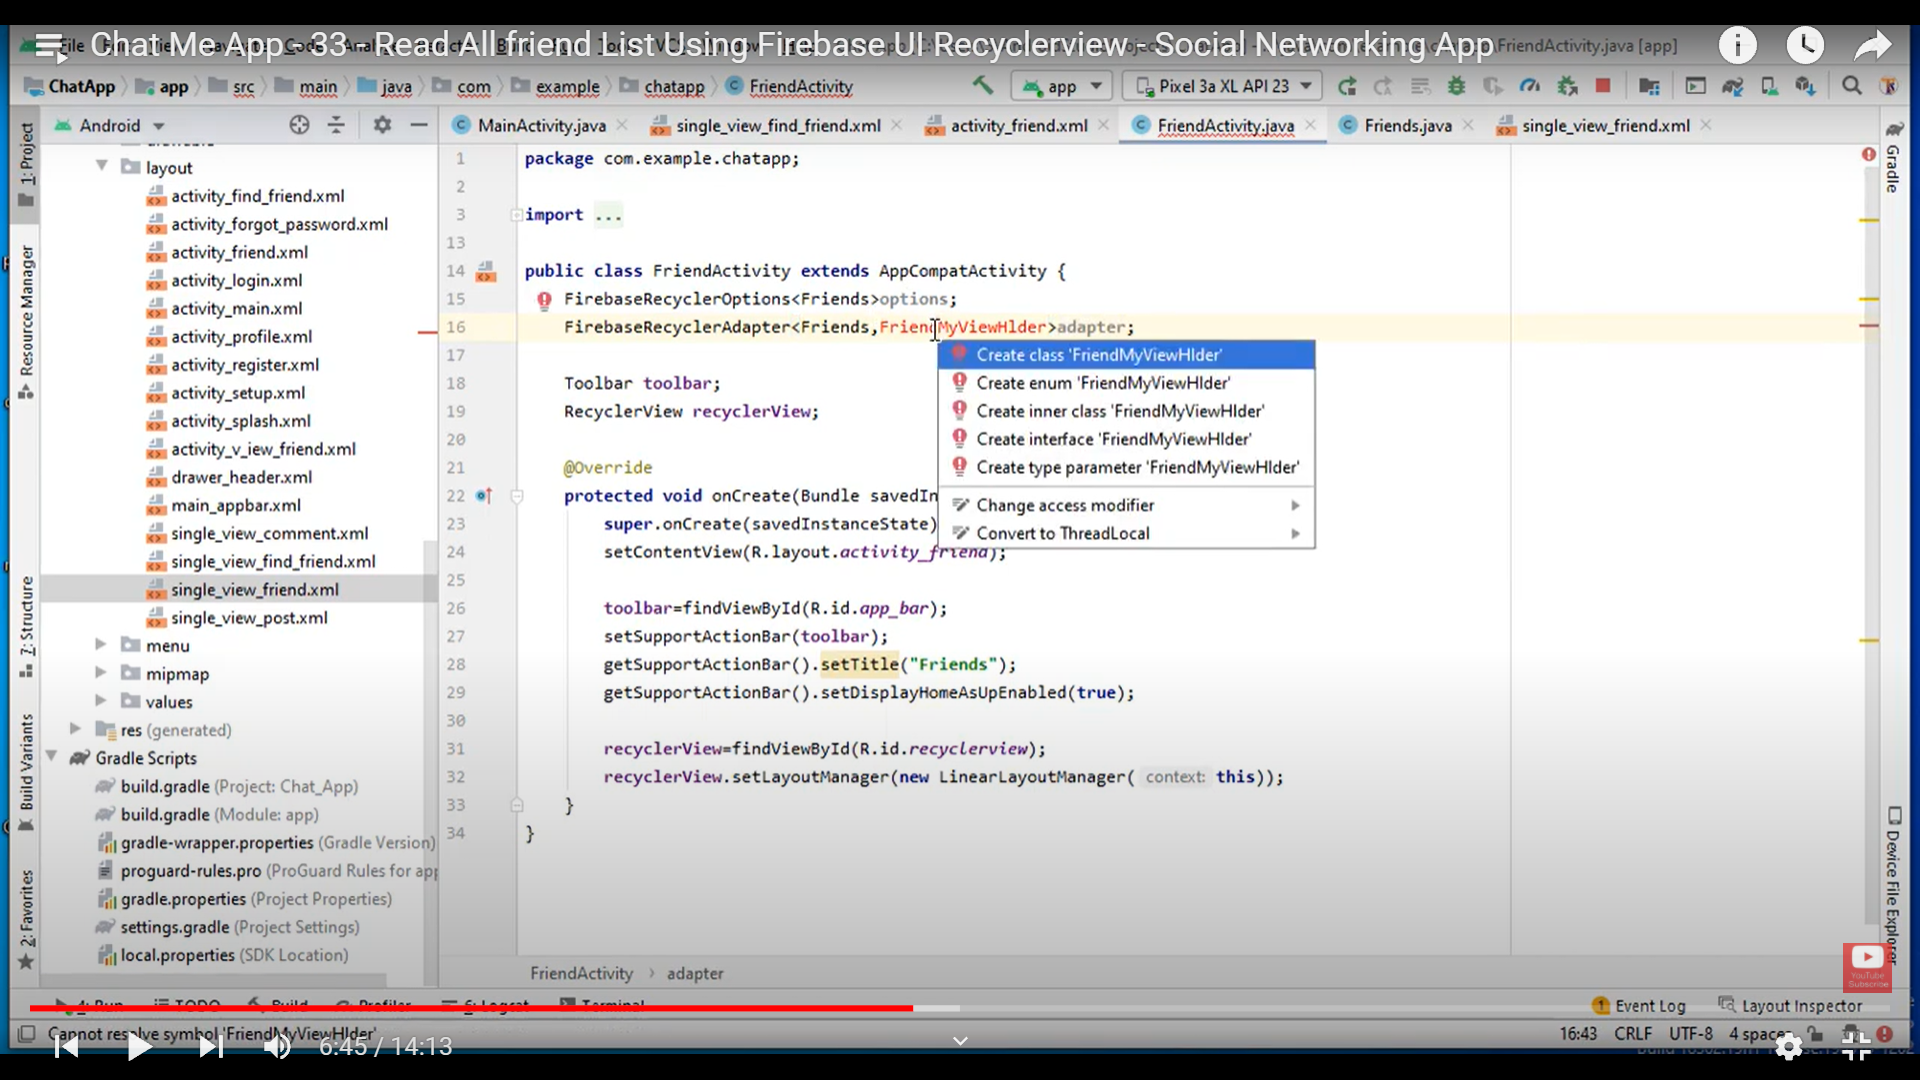 Chat Me App - 33 - Read All friend List Using Firebase UI Recyclerview - Social Networking App
FriendActivity.java [app]
ChatApp app src main java com example chatapp FriendActivity app Pixel 3a XL API 23
Android
MainActivity.java single_view_find_friend.xml activity_friend.xml FriendActivity.java Friends.java single_view_friend.xml
1: Project
Resource Manager
7: Structure
Build Variants
2: Favorites
layout
activity_find_friend.xml
activity_forgot_password.xml
activity_friend.xml
activity_login.xml
activity_main.xml
activity_profile.xml
activity_register.xml
activity_setup.xml
activity_splash.xml
activity_v_iew_friend.xml
drawer_header.xml
main_appbar.xml
single_view_comment.xml
single_view_find_friend.xml
single_view_friend.xml
single_view_post.xml
menu
mipmap
values
res (generated)
Gradle Scripts
build.gradle (Project: Chat_App)
build.gradle (Module: app)
gradle-wrapper.properties (Gradle Version)
proguard-rules.pro (ProGuard Rules for app
gradle.properties (Project Properties)
settings.gradle (Project Settings)
local.properties (SDK Location)
1 package com.example.chatapp;
2
3 import ...
13
14 public class FriendActivity extends AppCompatActivity {
15 FirebaseRecyclerOptions<Friends>options;
16 FirebaseRecyclerAdapter<Friends,FriendMyViewHlder>adapter;
17
18 Toolbar toolbar;
19 RecyclerView recyclerView;
20
21 @Override
22 protected void onCreate(Bundle savedIn
23 super.onCreate(savedInstanceState)
24 setContentView(R.layout.activity_friend);
25
26 toolbar=findViewById(R.id.app_bar);
27 setSupportActionBar(toolbar);
28 getSupportActionBar().setTitle("Friends");
29 getSupportActionBar().setDisplayHomeAsUpEnabled(true);
30
31 recyclerView=findViewById(R.id.recyclerview);
32 recyclerView.setLayoutManager(new LinearLayoutManager( context: this));
33 }
34 }
Create class 'FriendMyViewHlder'
Create enum 'FriendMyViewHlder'
Create inner class 'FriendMyViewHlder'
Create interface 'FriendMyViewHlder'
Create type parameter 'FriendMyViewHlder'
Change access modifier
Convert to ThreadLocal
Gradle
Device File Explorer
YouTube
Subscribe
FriendActivity adapter
4: Run TODO Build Profiler 6: Logcat Terminal
Event Log Layout Inspector
Cannot resolve symbol 'FriendMyViewHlder'
16:43 CRLF UTF-8 4 spaces
6:45 / 14:13